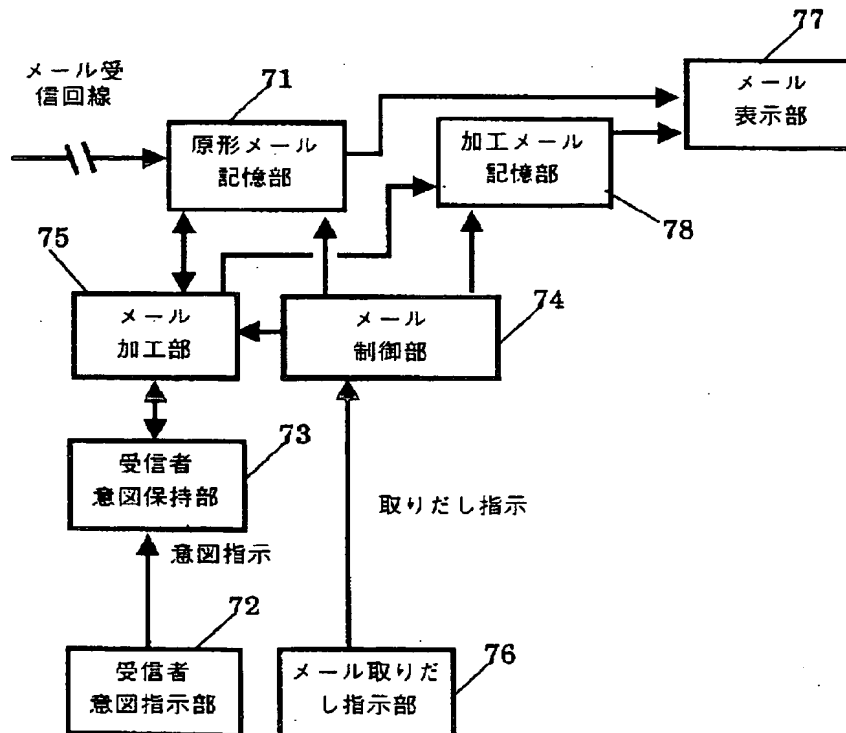 77
メール
表示部
メール受
信回線
71
原形メール
記憶部
加工メール
記憶部
78
75
メール
加工部
メール
制御部
74
73
受信者
意図保持部
取りだし指示
意図指示
72
受信者
意図指示部
メール取りだ
し指示部
76